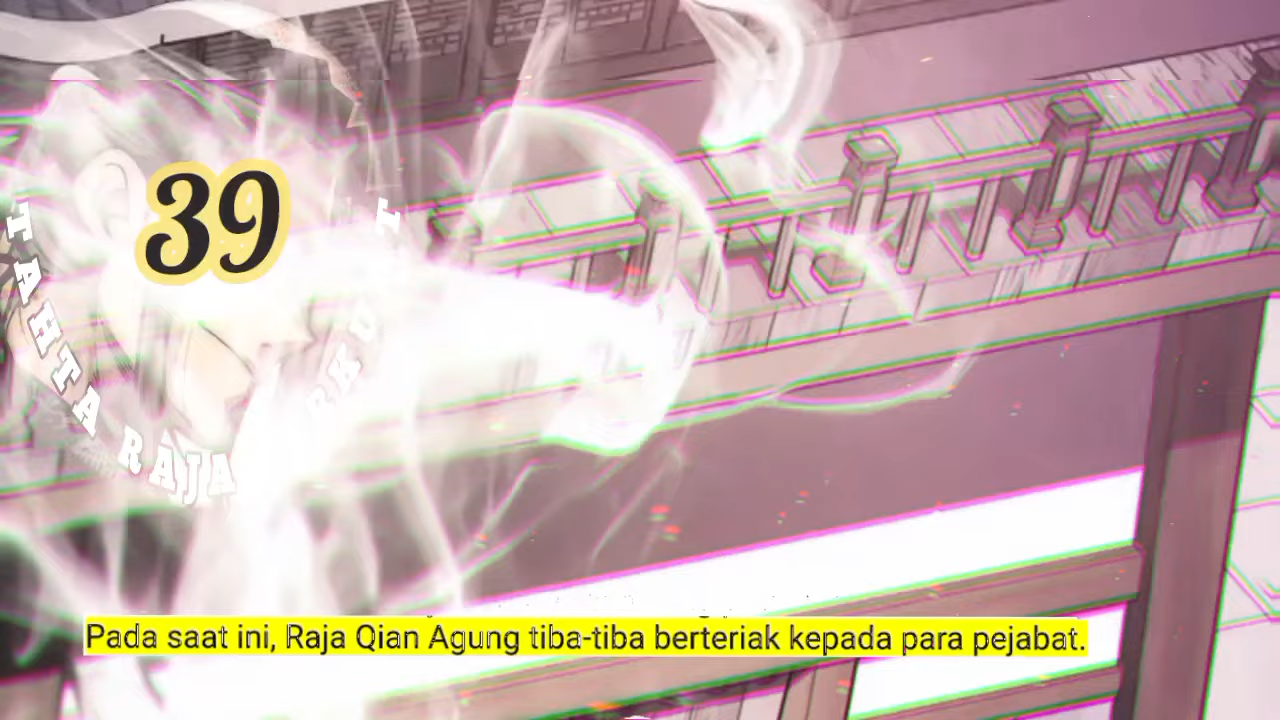 39
TAHTA RAJA
Pada saat ini, Raja Qian Agung tiba-tiba berteriak kepada para pejabat.